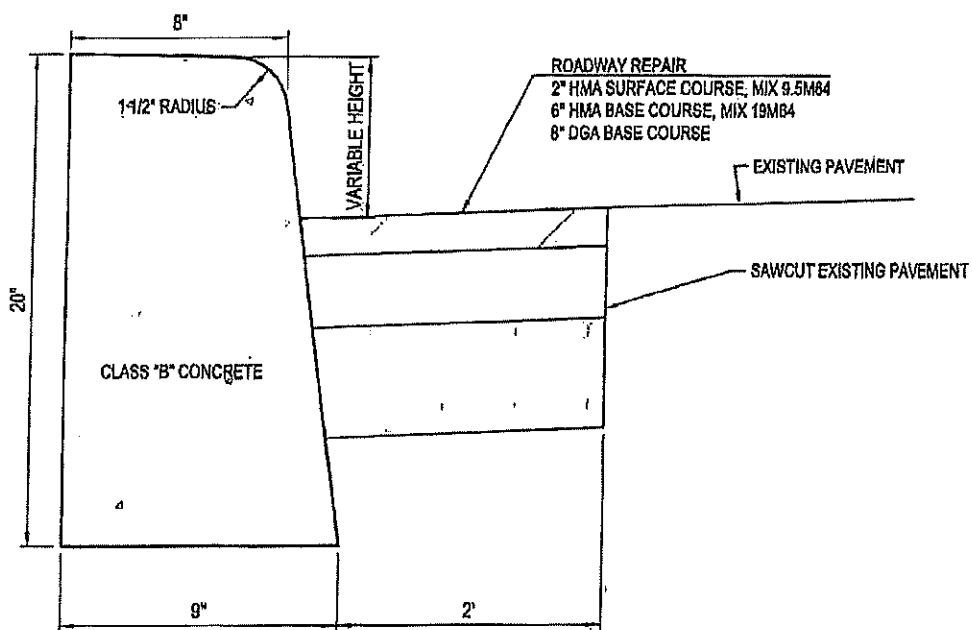 8"
1-1/2" RADIUS
VARIABLE HEIGHT
ROADWAY REPAIR
2" HMA SURFACE COURSE, MIX 9.5M64
6" HMA BASE COURSE, MIX 19M64
8" DGA BASE COURSE
EXISTING PAVEMENT
SAWCUT EXISTING PAVEMENT
20"
CLASS "B" CONCRETE
9"
2'